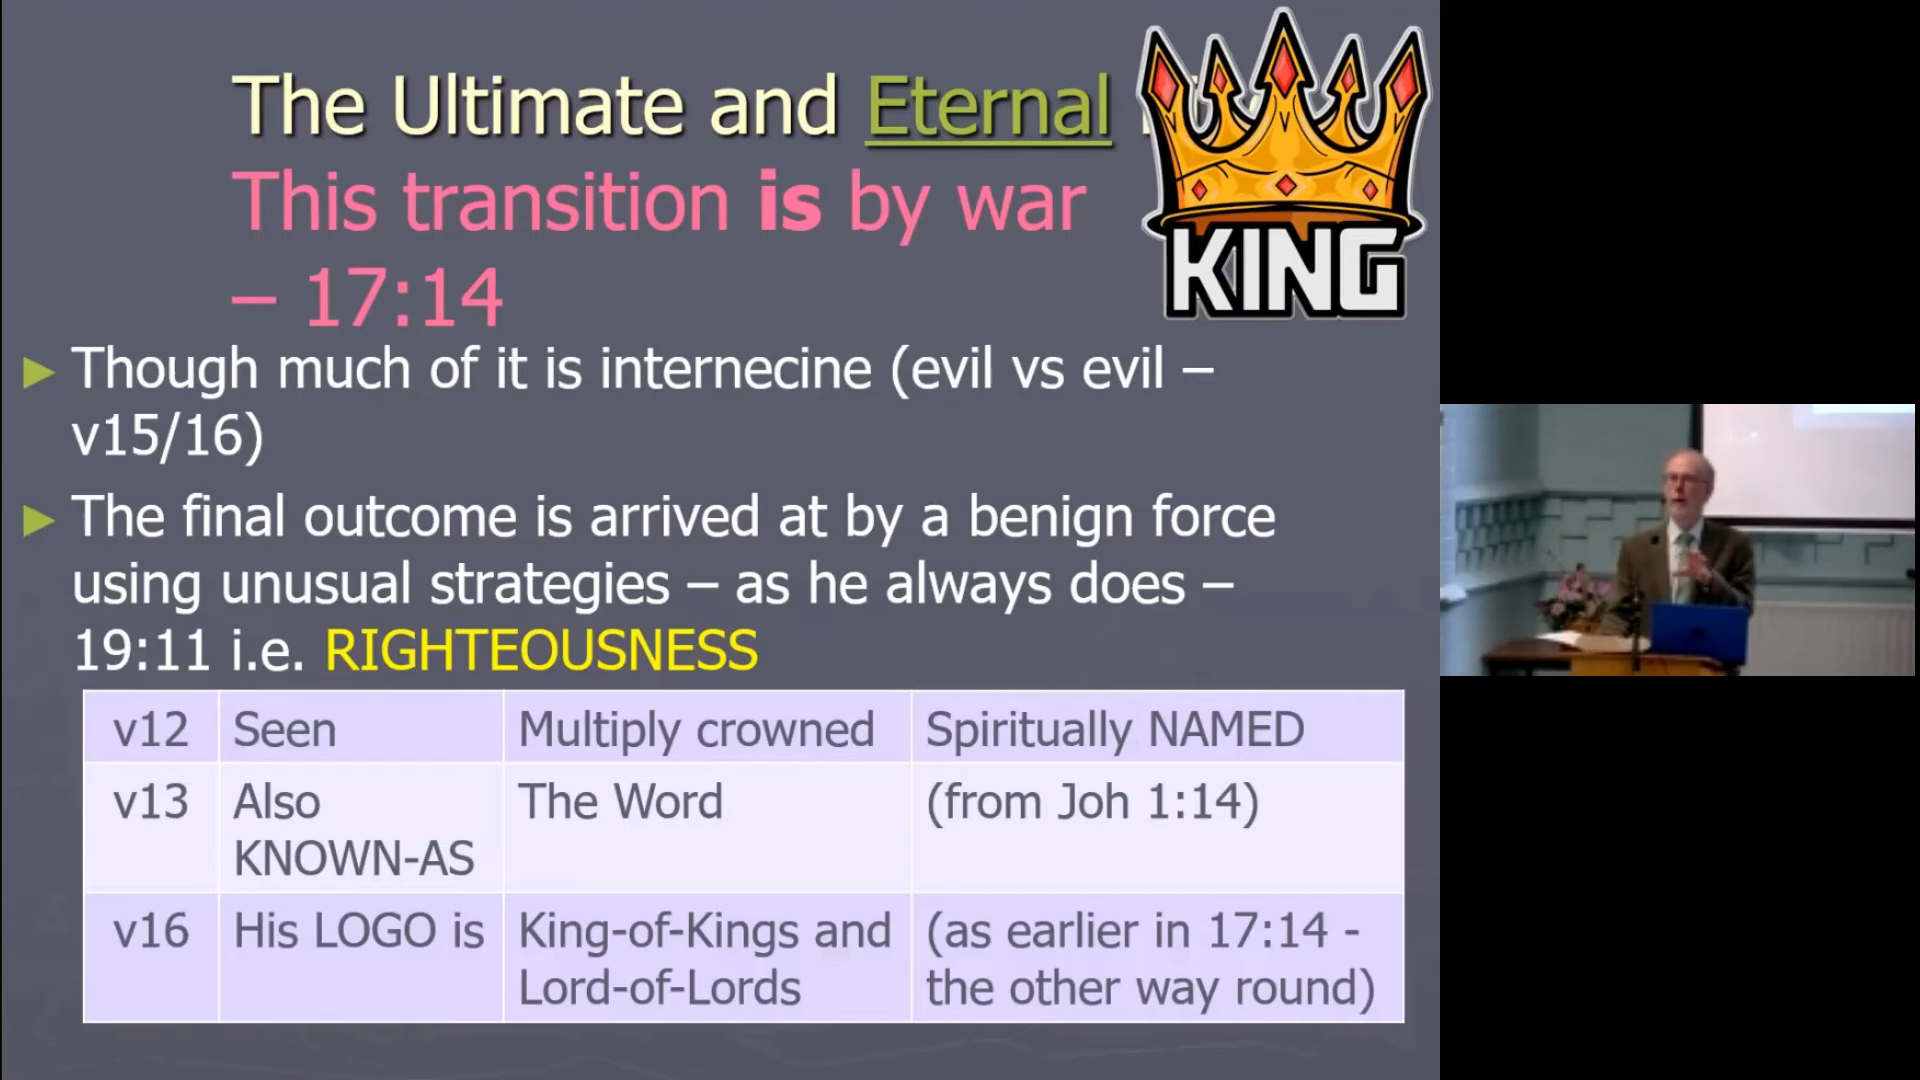 The Ultimate and Eternal
This transition is by war
– 17:14
KING
► Though much of it is internecine (evil vs evil –
v15/16)
► The final outcome is arrived at by a benign force
using unusual strategies – as he always does –
19:11 i.e. RIGHTEOUSNESS
v12 Seen Multiply crowned Spiritually NAMED
v13 Also KNOWN-AS The Word (from Joh 1:14)
v16 His LOGO is King-of-Kings and Lord-of-Lords (as earlier in 17:14 - the other way round)